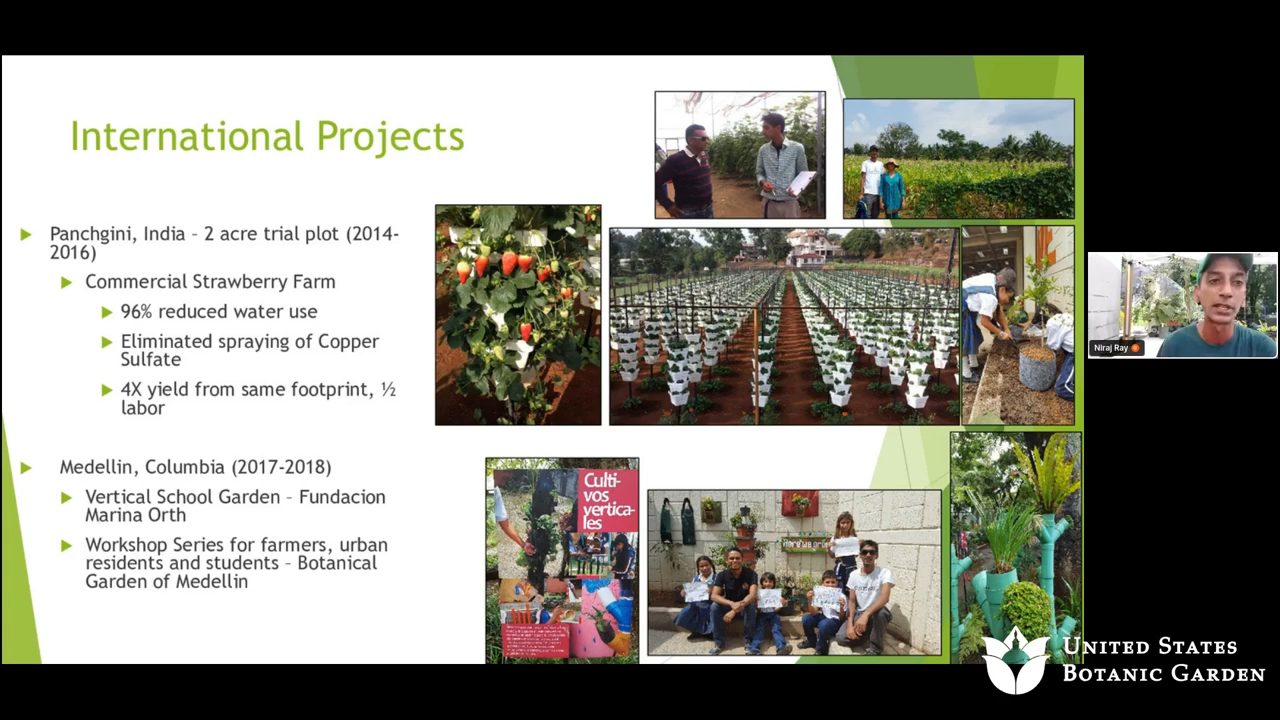 International Projects
Panchgini, India – 2 acre trial plot (2014-
2016)
Commercial Strawberry Farm
96% reduced water use
Eliminated spraying of Copper
Sulfate
4X yield from same footprint, ½
labor
Medellin, Columbia (2017-2018)
Vertical School Garden – Fundacion
Marina Orth
Workshop Series for farmers, urban
residents and students – Botanical
Garden of Medellin
Culti-
vos
vertica-
les
Niraj Ray
United States
Botanic Garden